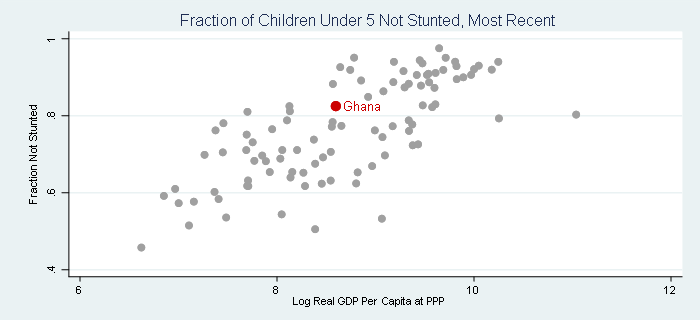 Fraction of Children Under 5 Not Stunted, Most Recent
Fraction Not Stunted
1
.8
.6
.4
Ghana
6
8
10
12
Log Real GDP Per Capita at PPP